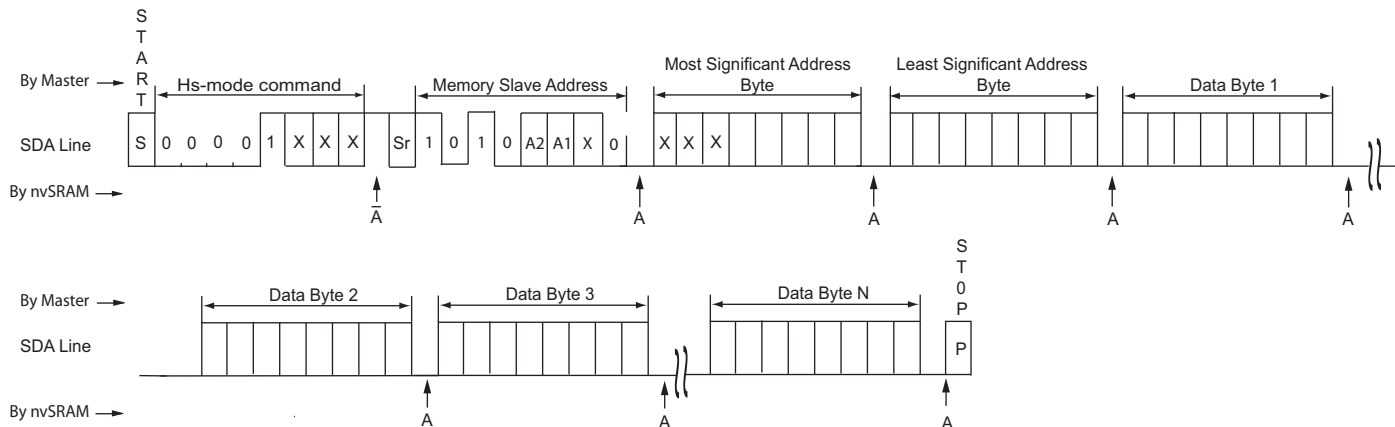 START
By Master
Hs-mode command
Memory Slave Address
Most Significant Address
Byte
Least Significant Address
Byte
Data Byte 1
SDA Line
S 0 0 0 0 1 X X X Sr 1 0 1 0 A2 A1 X 0 X X X
By nvSRAM
A̅ A A A A
ST0P
By Master
Data Byte 2
Data Byte 3
Data Byte N
SDA Line
P
By nvSRAM
A A A